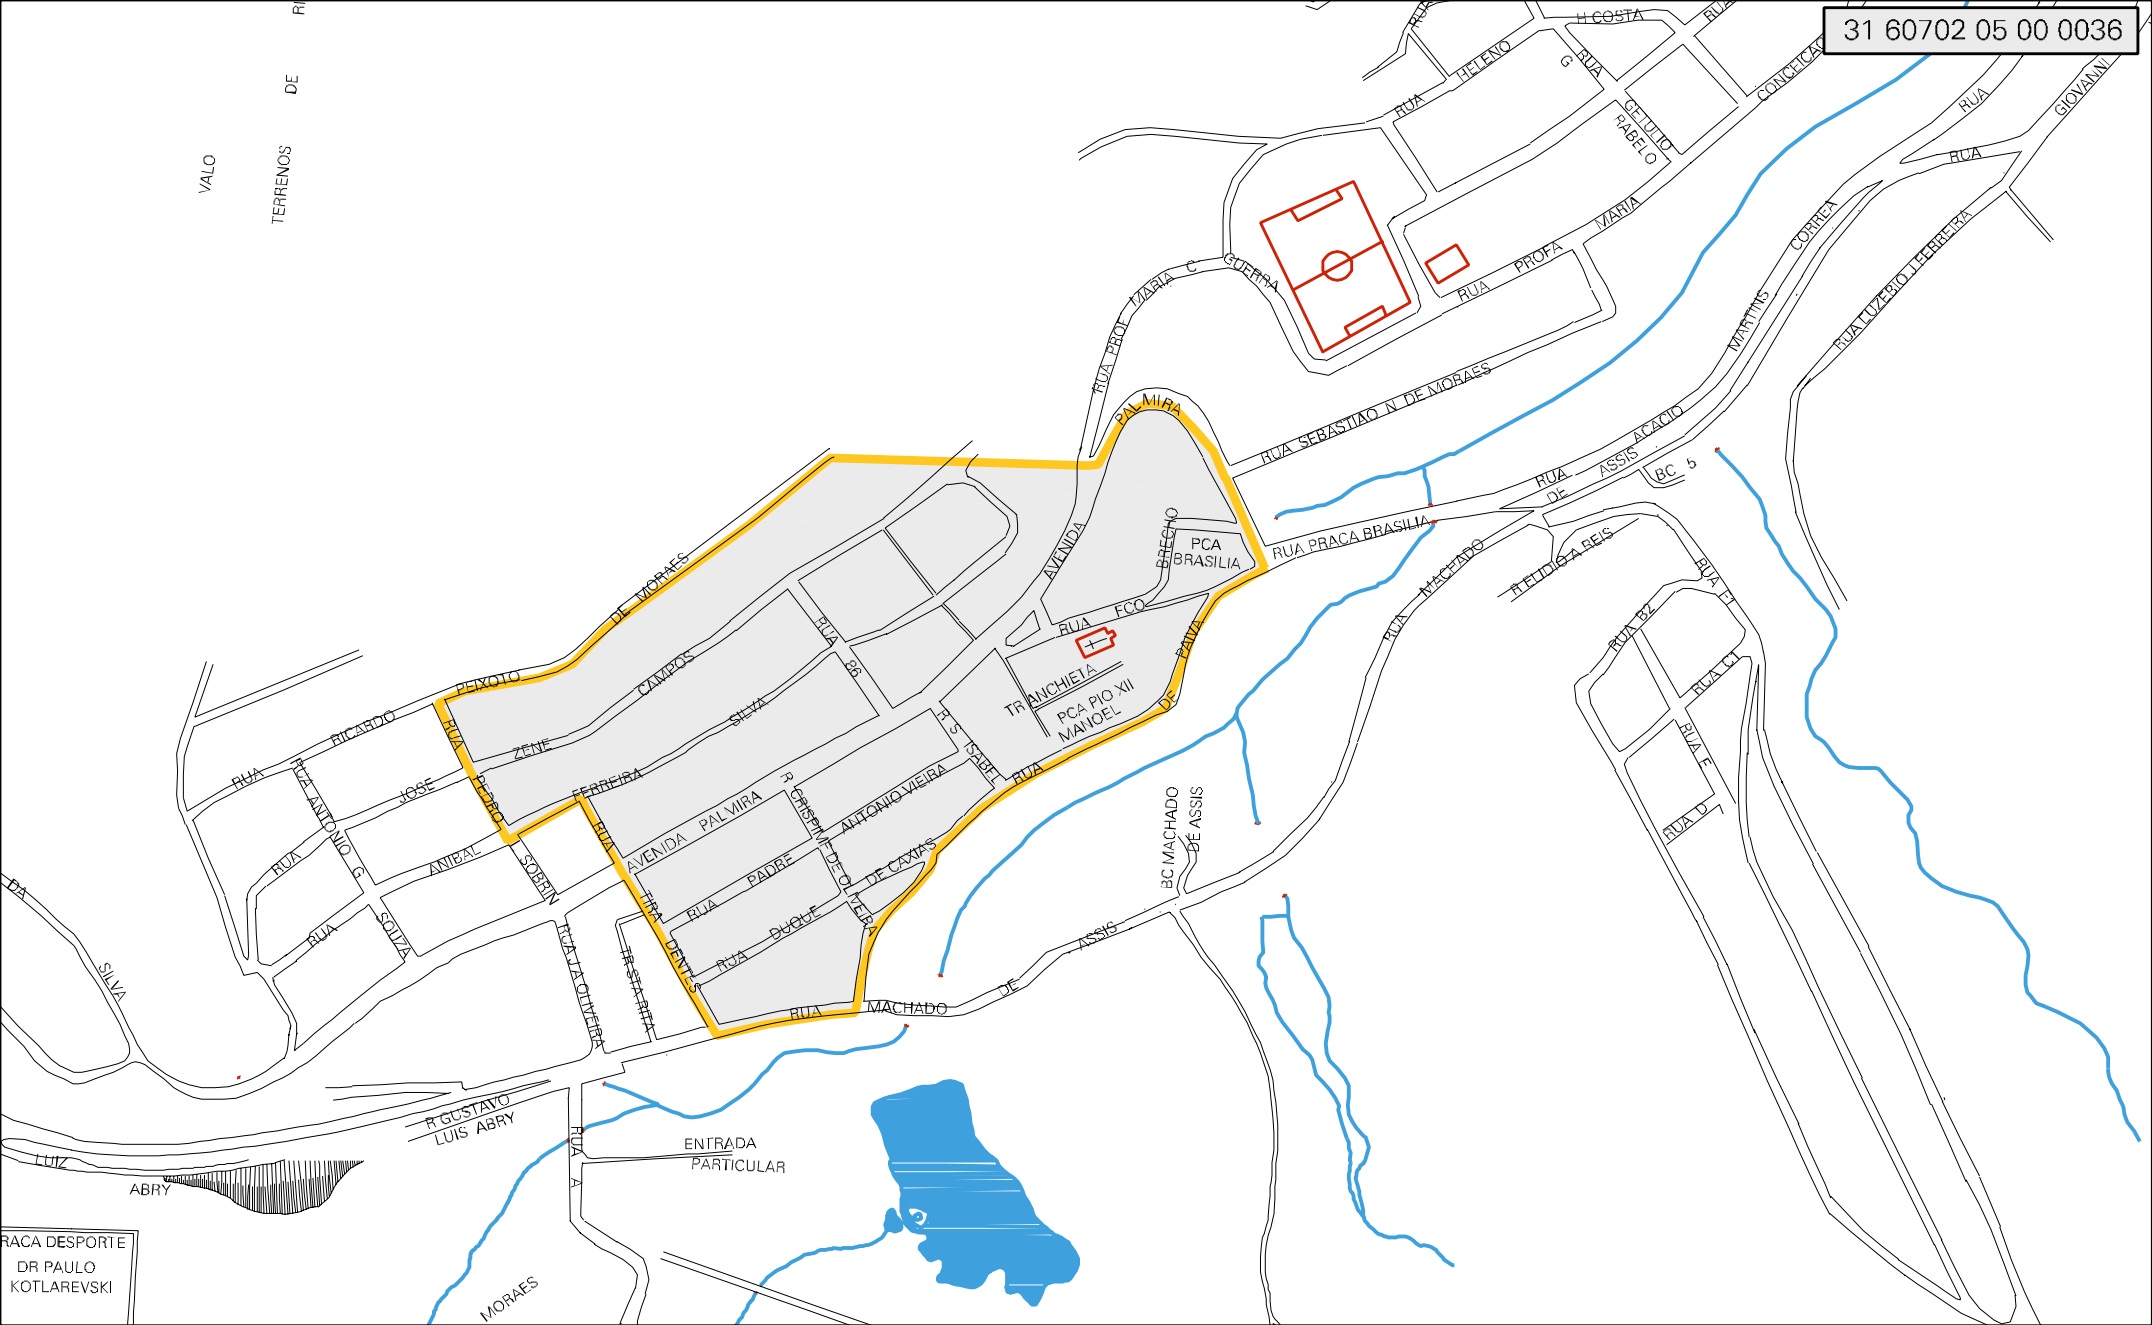 31 60702 05 00 0036
RUA
H COSTA
RUA
DE
VALO
TERRENOS
RUA HELENO
G
RUA GETULIO
RABELO
RUA PROFA MARIA CONCEICAO
RUA
GIOVANNI
RUA
RUA PROF MARIA C GUERRA
RUA ACACIO MARTINS CORREA
RUA LUZEBIO J FERREIRA
RUA SEBASTIAO N DE MORAES
RUA PRACA BRASILIA
BC 5
AVENIDA PALMIRA
RUA FCO BRECHO
PCA
BRASILIA
R ELIDIO A REIS
RUA RICARDO PEIXOTO DE MORAES
RUA JOSE ZENE CAMPOS
RUA ANIBAL FERREIRA SILVA
RUA 86
TR ANCHIETA
PCA PIO XII
RUA MANOEL DE PAIVA
R S ISABEL
RUA PEDRO SOBRIN
RUA ANTONIO G SOUZA
RUA TIRADENTES
AVENIDA PALMIRA
R CRISPIM F DE OLIVEIRA
RUA PADRE ANTONIO VIEIRA
RUA DUQUE DE CAXIAS
RUA J A OLIVEIRA
TR STA RITA
RUA MACHADO DE ASSIS
RUA MACHADO DE ASSIS
BC MACHADO
DE ASSIS
RUA B2
RUA C1
RUA F
RUA D
DA SILVA
R GUSTAVO
LUIS ABRY
LUIZ
ABRY
RUA A
ENTRADA
PARTICULAR
RACA DESPORTE
DR PAULO
KOTLAREVSKI
MORAES